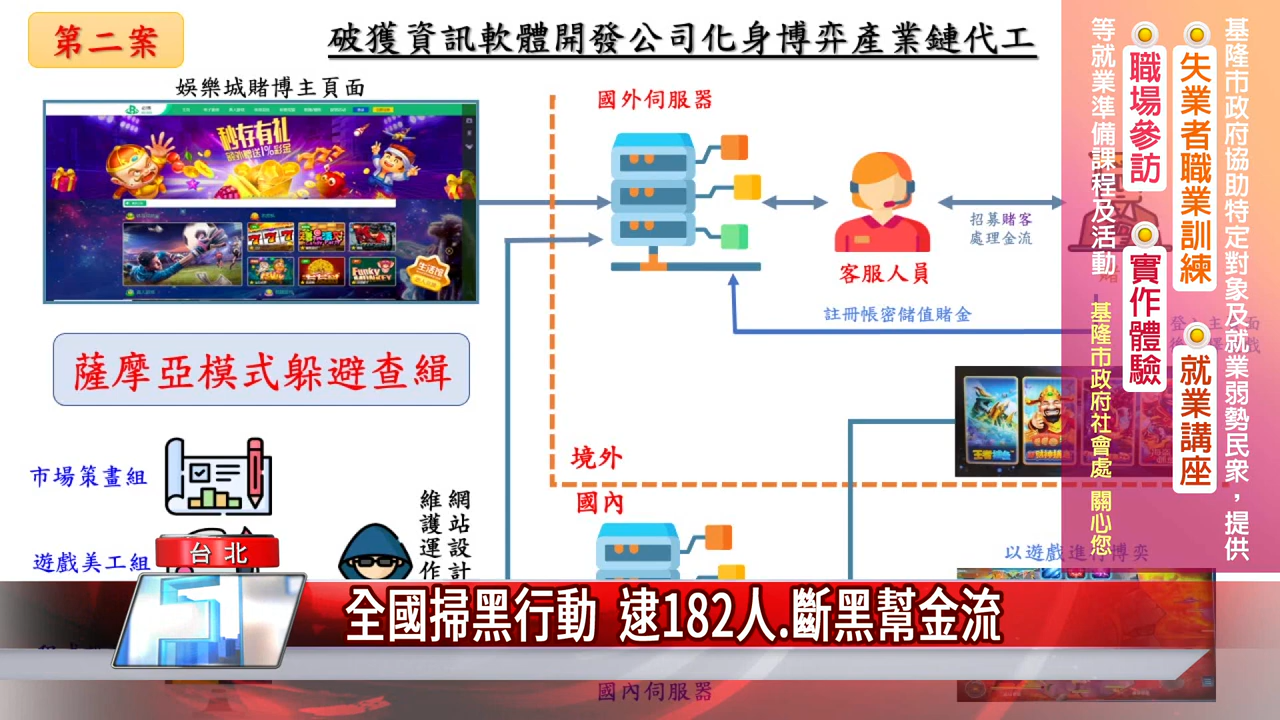 第二案
破獲資訊軟體開發公司化身博弈產業鏈代工
娛樂城賭博主頁面
秒存有礼
國外伺服器
客服人員
招募賭客
處理金流
註冊帳密儲值賭金
薩摩亞模式躲避查緝
境外
國內
市場策畫組
遊戲美工組
網站設計
維護運作
以遊戲進行博弈
國內伺服器
基隆市政府協助特定對象及就業弱勢民眾，提供
失業者職業訓練
就業講座
職場參訪
實作體驗
等就業準備課程及活動
基隆市政府社會處 關心您
台北
全國掃黑行動 逮182人.斷黑幫金流